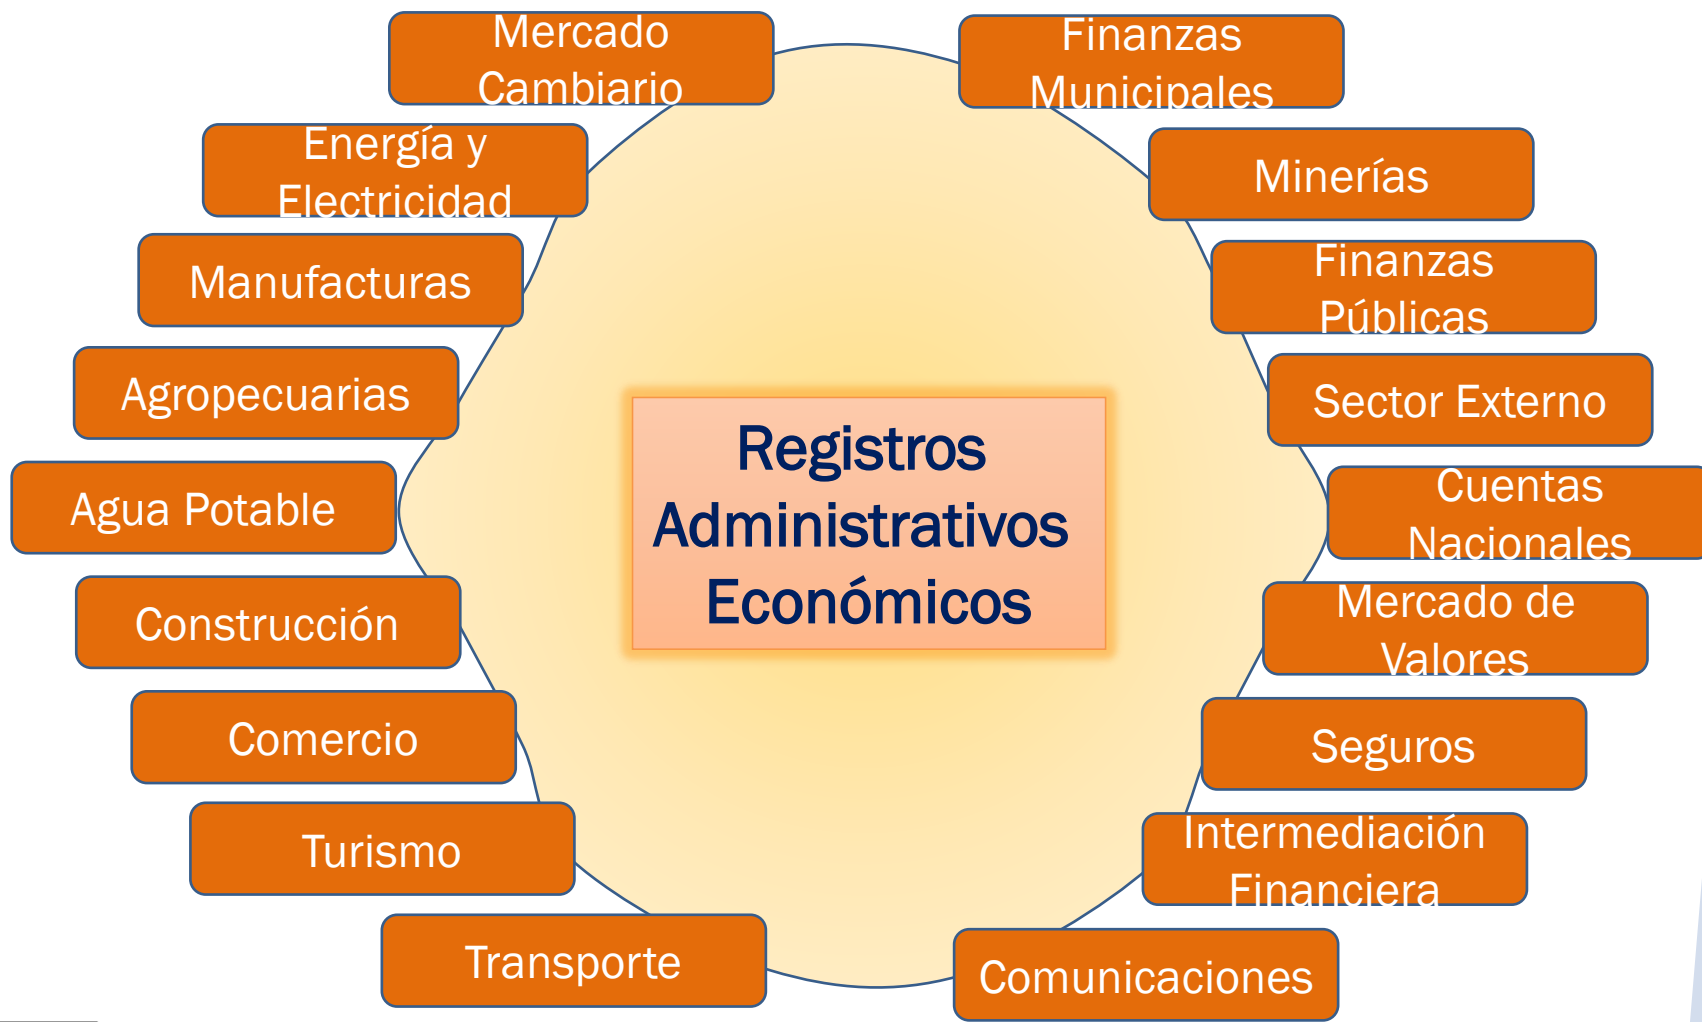 Mercado
Cambiario
Energía y
Electricidad
Manufacturas
Agropecuarias
Agua Potable
Construcción
Comercio
Turismo
Transporte
Registros
Administrativos
Económicos
Finanzas
Municipales
Minerías
Finanzas
Públicas
Sector Externo
Cuentas
Nacionales
Mercado de
Valores
Seguros
Intermediación
Financiera
Comunicaciones